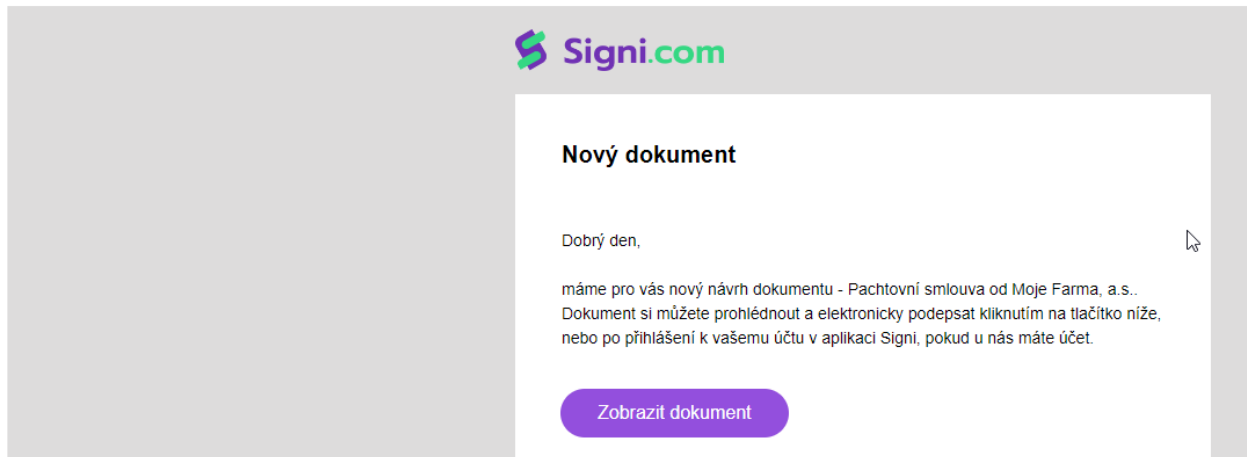 Signi.com
Nový dokument
Dobrý den,
máme pro vás nový návrh dokumentu - Pachtovní smlouva od Moje Farma, a.s..
Dokument si můžete prohlédnout a elektronicky podepsat kliknutím na tlačítko níže,
nebo po přihlášení k vašemu účtu v aplikaci Signi, pokud u nás máte účet.
Zobrazit dokument